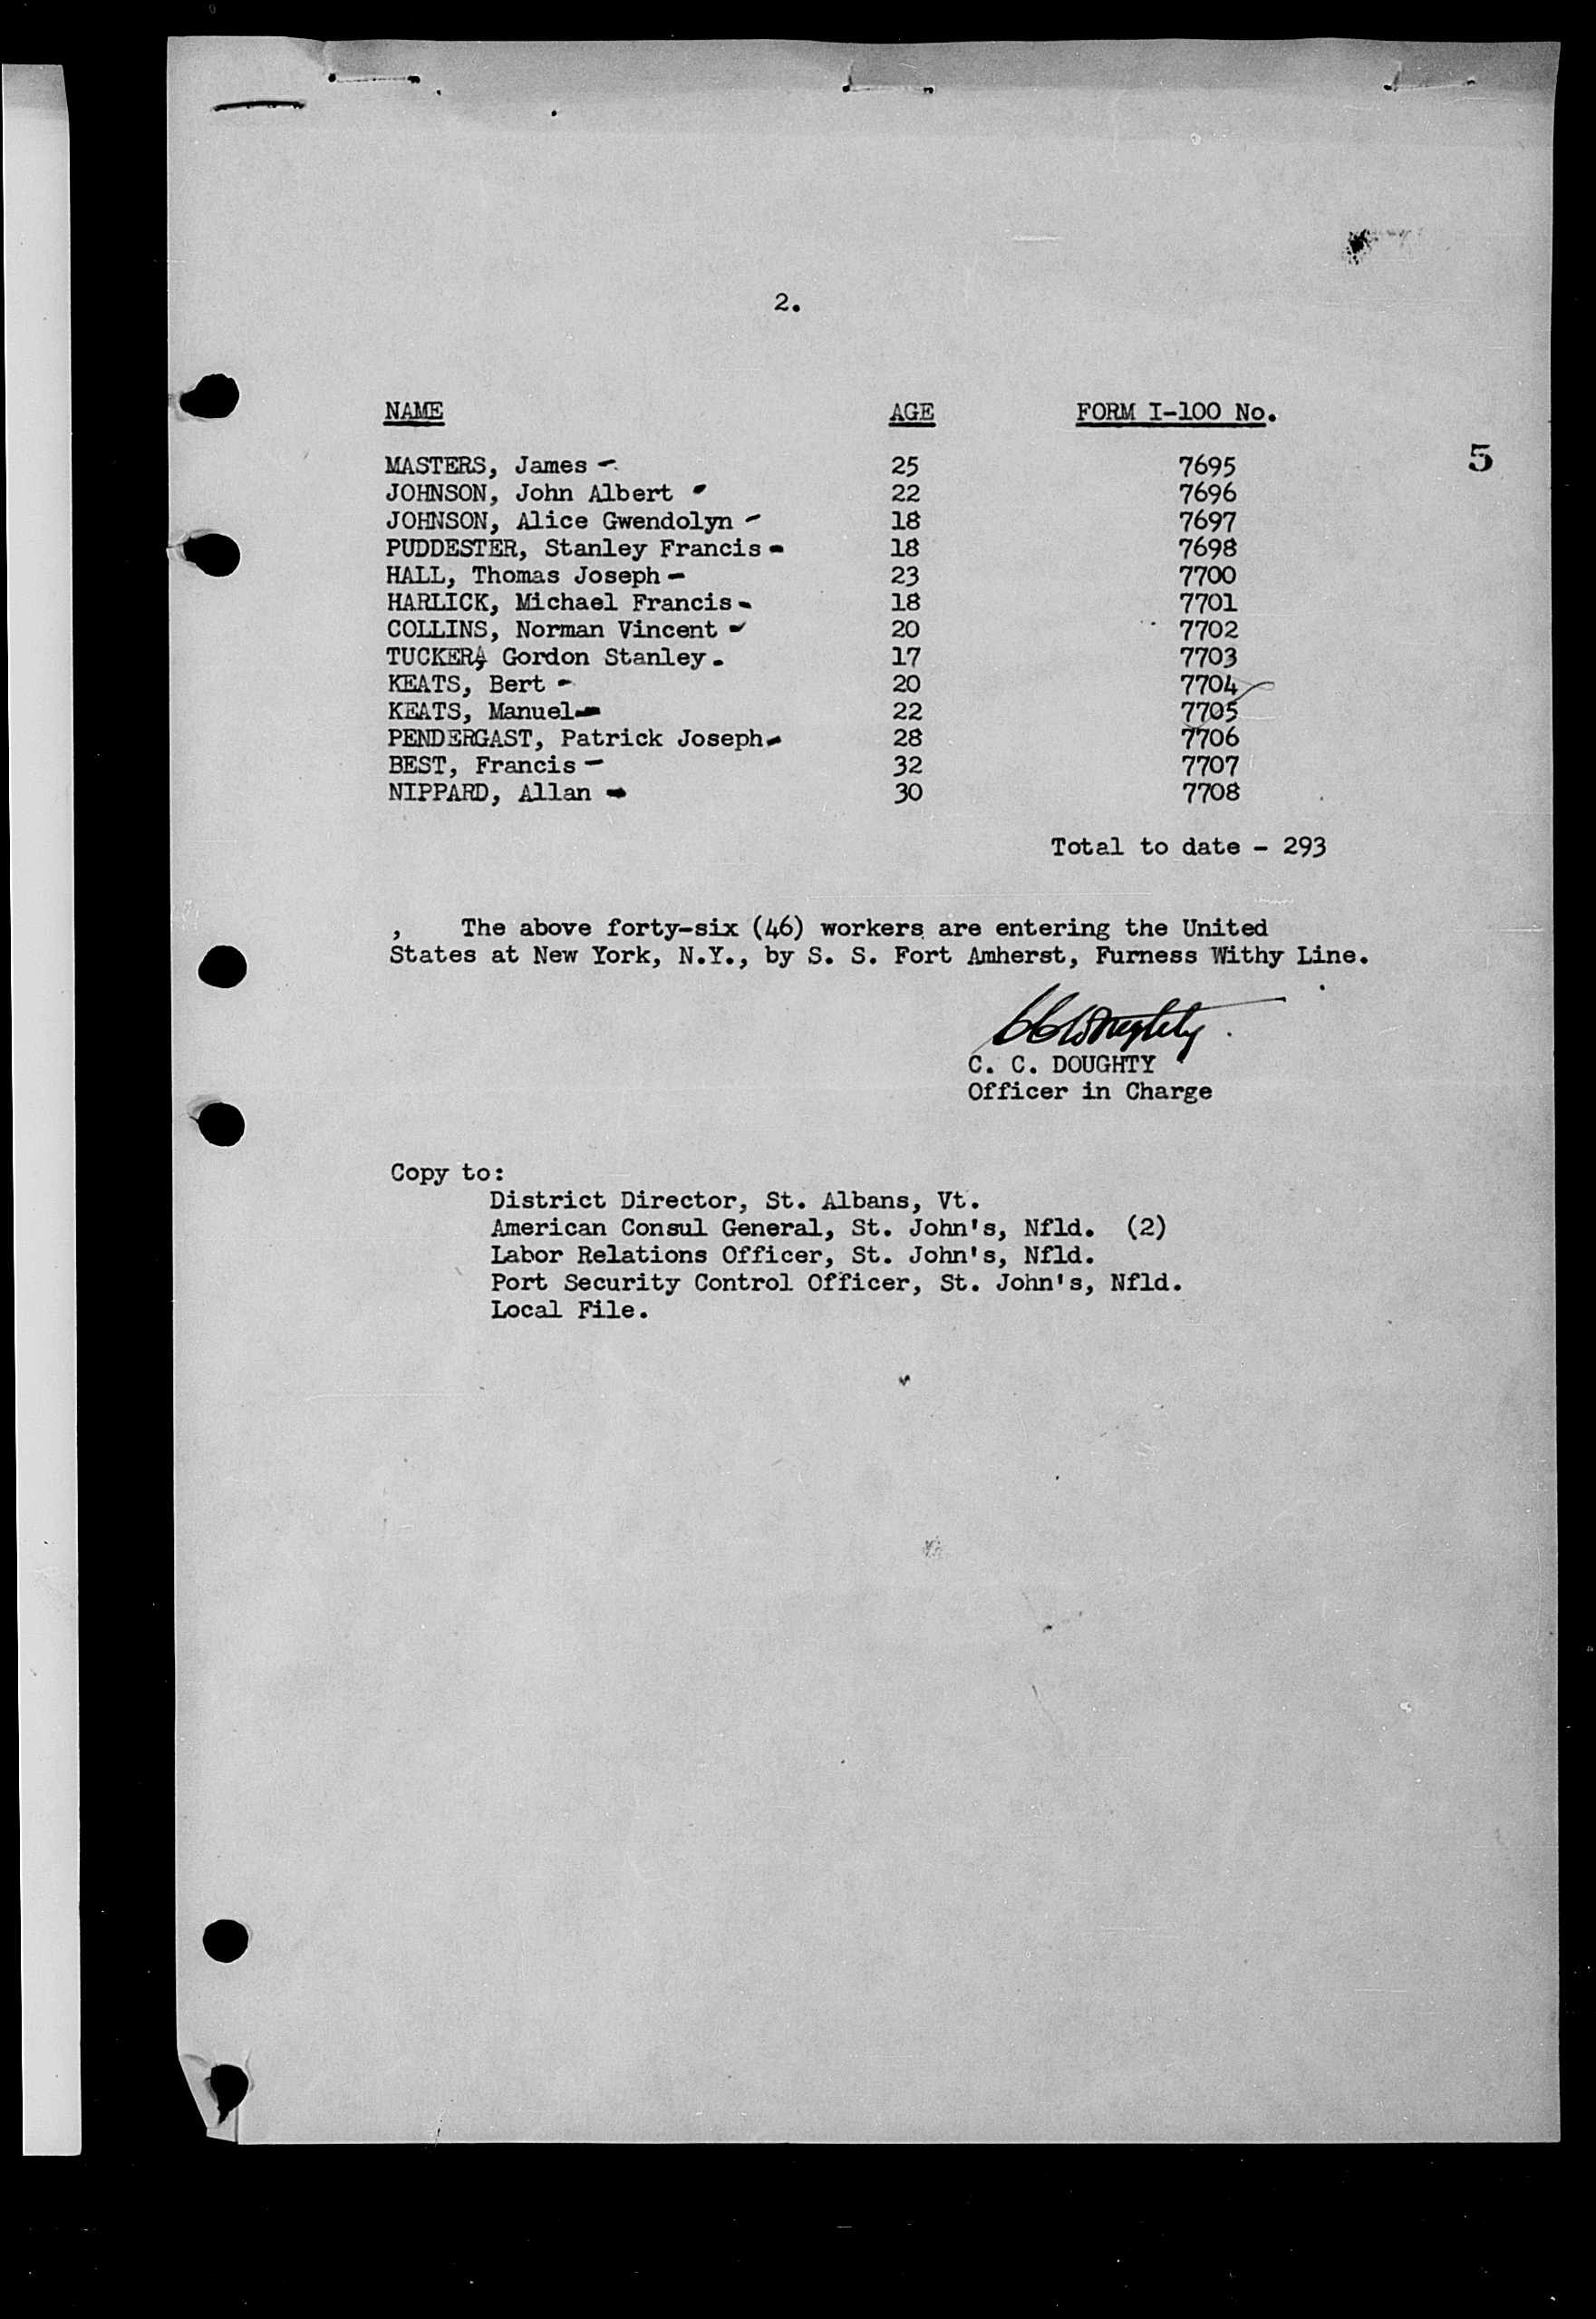 2.
NAME AGE FORM I-100 No.
5
MASTERS, James - 25 7695
JOHNSON, John Albert - 22 7696
JOHNSON, Alice Gwendolyn - 18 7697
PUDDESTER, Stanley Francis - 18 7698
HALL, Thomas Joseph - 23 7700
HARLICK, Michael Francis - 18 7701
COLLINS, Norman Vincent - 20 7702
TUCKER, Gordon Stanley - 17 7703
KEATS, Bert - 20 7704
KEATS, Manuel - 22 7705
PENDERGAST, Patrick Joseph - 28 7706
BEST, Francis - 32 7707
NIPPARD, Allan - 30 7708
Total to date - 293
, The above forty-six (46) workers are entering the United
States at New York, N.Y., by S. S. Fort Amherst, Furness Withy Line.
CCDoughty
C. C. DOUGHTY
Officer in Charge
Copy to:
District Director, St. Albans, Vt.
American Consul General, St. John's, Nfld. (2)
Labor Relations Officer, St. John's, Nfld.
Port Security Control Officer, St. John's, Nfld.
Local File.